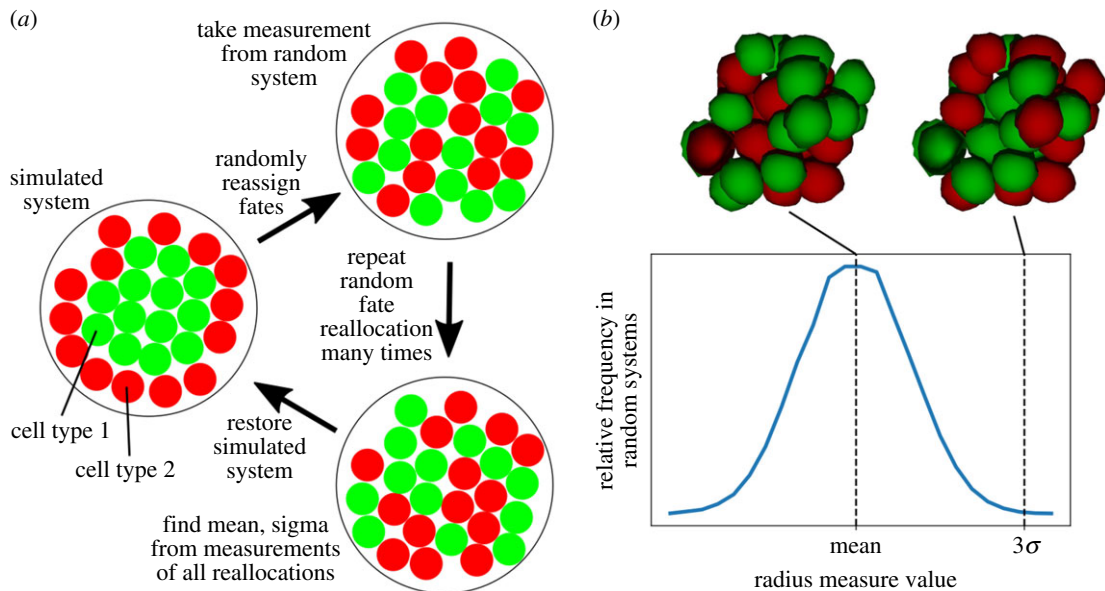 (a)
take measurement
from random
system
randomly
reassign
fates
simulated
system
repeat
random
fate
reallocation
many times
cell type 1
cell type 2
restore
simulated
system
find mean, sigma
from measurements
of all reallocations
(b)
relative frequency in
random systems
mean
3σ
radius measure value